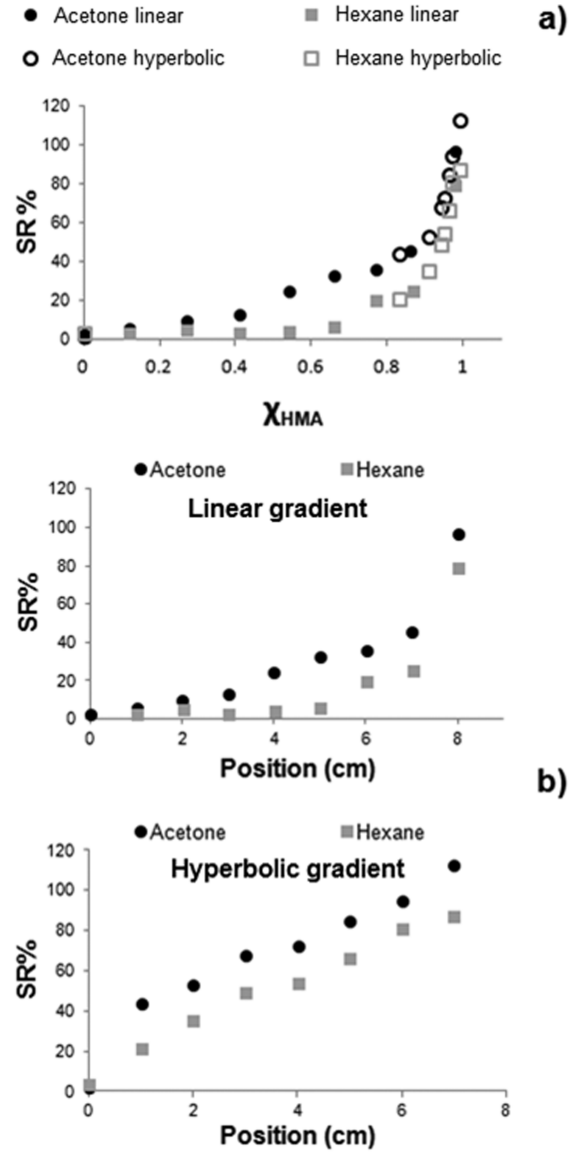 Acetone linear Hexane linear a)
Acetone hyperbolic Hexane hyperbolic
120
100
80
60
40
20
0
SR %
0 0.2 0.4 0.6 0.8 1
χHMA
Acetone Hexane
Linear gradient
120
100
80
60
40
20
0
SR%
0 2 4 6 8
Position (cm)
b)
Acetone Hexane
Hyperbolic gradient
120
100
80
60
40
20
0
SR%
0 2 4 6 8
Position (cm)